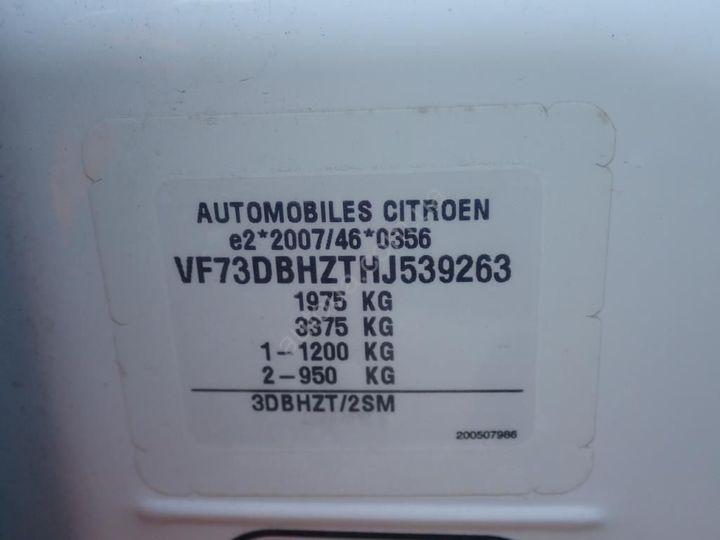 AUTOMOBILES CITROEN
e2*2007/46*0356
VF73DBHZTHJ539263
1975 KG
3375 KG
1-1200 KG
2-950 KG
3DBHZT/2SM
200507986